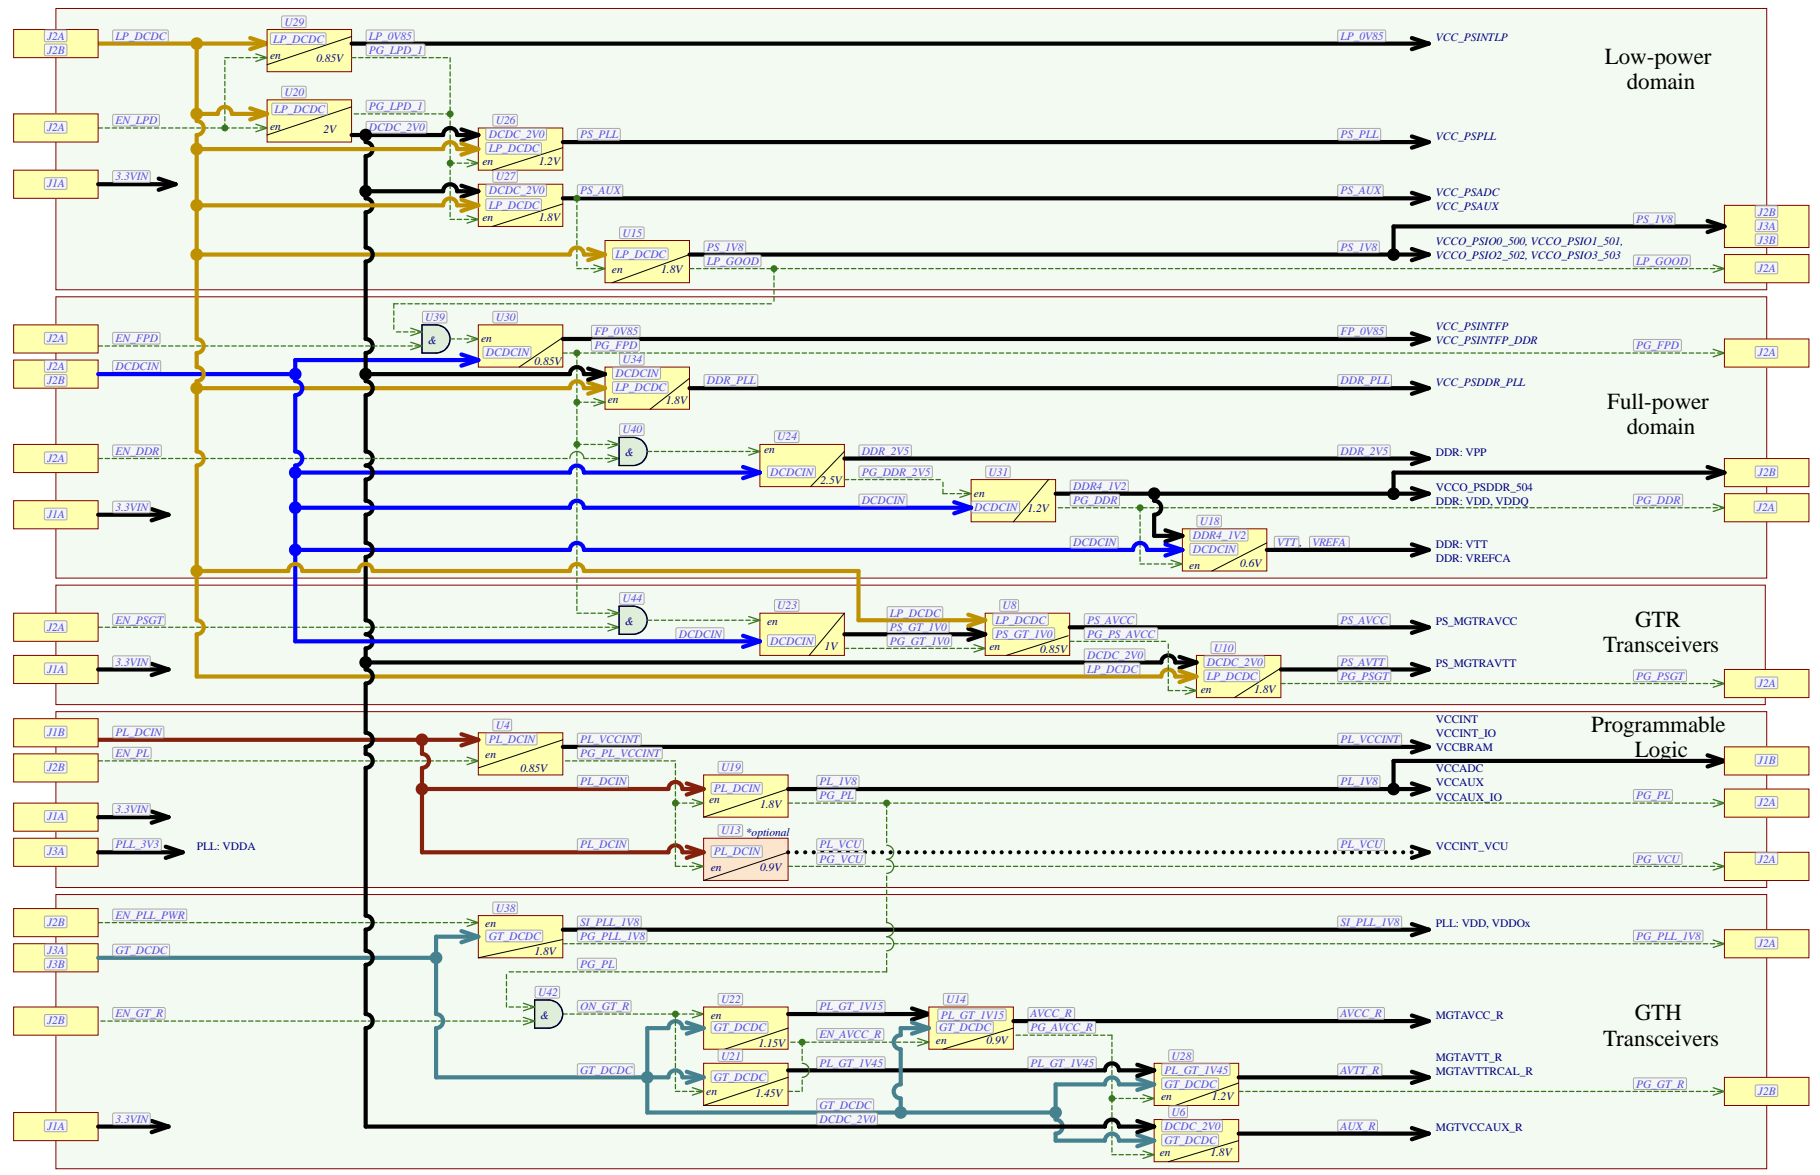 J2A
J2B
LP_DCDC
U29
LP_DCDC
en
0.85V
LP_0V85
PG_LPD_1
LP_0V85
VCC_PSINTLP
Low-power
domain
J2A
EN_LPD
U20
LP_DCDC
en
2V
PG_LPD_1
DCDC_2V0
U26
DCDC_2V0
LP_DCDC
en
1.2V
PS_PLL
PS_PLL
VCC_PSPLL
J1A
3.3VIN
U27
DCDC_2V0
LP_DCDC
en
1.8V
PS_AUX
PS_AUX
VCC_PSADC
VCC_PSAUX
U15
LP_DCDC
en
1.8V
PS_1V8
LP_GOOD
PS_1V8
VCCO_PSIO0_500, VCCO_PSIO1_501,
VCCO_PSIO2_502, VCCO_PSIO3_503
PS_1V8
LP_GOOD
J2B
J3A
J3B
J2A
J2A
EN_FPD
U39
&
U30
en
DCDCIN
0.85V
FP_0V85
PG_FPD
FP_0V85
VCC_PSINTFP
VCC_PSINTFP_DDR
PG_FPD
J2A
J2A
J2B
DCDCIN
U34
DCDCIN
LP_DCDC
en
1.8V
DDR_PLL
DDR_PLL
VCC_PSDDR_PLL
Full-power
domain
J2A
EN_DDR
U40
&
U24
en
DCDCIN
2.5V
DDR_2V5
PG_DDR_2V5
DDR_2V5
DDR: VPP
J2B
J1A
3.3VIN
DCDCIN
U31
en
DCDCIN
1.2V
DDR4_1V2
PG_DDR
VCCO_PSDDR_504
DDR: VDD, VDDQ
PG_DDR
J2A
DCDCIN
U18
DDR4_1V2
DCDCIN
en
0.6V
VTT, VREFA
DDR: VTT
DDR: VREFCA
J2A
EN_PSGT
U44
&
DCDCIN
U23
en
DCDCIN
1V
LP_DCDC
PS_GT_1V0
PG_GT_1V0
U8
LP_DCDC
PS_GT_1V0
en
0.85V
PS_AVCC
PG_PS_AVCC
PS_AVCC
PS_MGTRAVCC
GTR
Transceivers
J1A
3.3VIN
DCDC_2V0
LP_DCDC
U10
DCDC_2V0
LP_DCDC
en
1.8V
PS_AVTT
PG_PSGT
PS_AVTT
PS_MGTRAVTT
PG_PSGT
J2A
J1B
PL_DCIN
J2B
EN_PL
U4
PL_DCIN
en
0.85V
PL_VCCINT
PG_PL_VCCINT
PL_VCCINT
VCCINT
VCCINT_IO
VCCBRAM
Programmable
Logic
PL_DCIN
U19
PL_DCIN
en
1.8V
PL_1V8
PG_PL
PL_1V8
VCCADC
VCCAUX
VCCAUX_IO
J1B
PG_PL
J2A
J1A
3.3VIN
J3A
PLL_3V3
PLL: VDDA
PL_DCIN
U13
*optional
PL_DCIN
en
0.9V
PL_VCU
PG_VCU
PL_VCU
VCCINT_VCU
PG_VCU
J2A
J2B
EN_PLL_PWR
J3A
J3B
GT_DCDC
U38
en
GT_DCDC
1.8V
SI_PLL_1V8
PG_PLL_1V8
SI_PLL_1V8
PLL: VDD, VDDOx
PG_PLL_1V8
J2A
PG_PL
J2B
EN_GT_R
U42
&
ON_GT_R
U22
en
GT_DCDC
1.15V
PL_GT_1V15
EN_AVCC_R
U14
PL_GT_1V15
GT_DCDC
en
0.9V
AVCC_R
PG_AVCC_R
AVCC_R
MGTAVCC_R
GTH
Transceivers
GT_DCDC
U21
GT_DCDC
en
1.45V
PL_GT_1V45
PL_GT_1V45
U28
PL_GT_1V45
GT_DCDC
en
1.2V
AVTT_R
MGTAVTT_R
MGTAVTTRCAL_R
PG_GT_R
J2B
J1A
3.3VIN
GT_DCDC
DCDC_2V0
U6
DCDC_2V0
GT_DCDC
en
1.8V
AUX_R
MGTVCCAUX_R